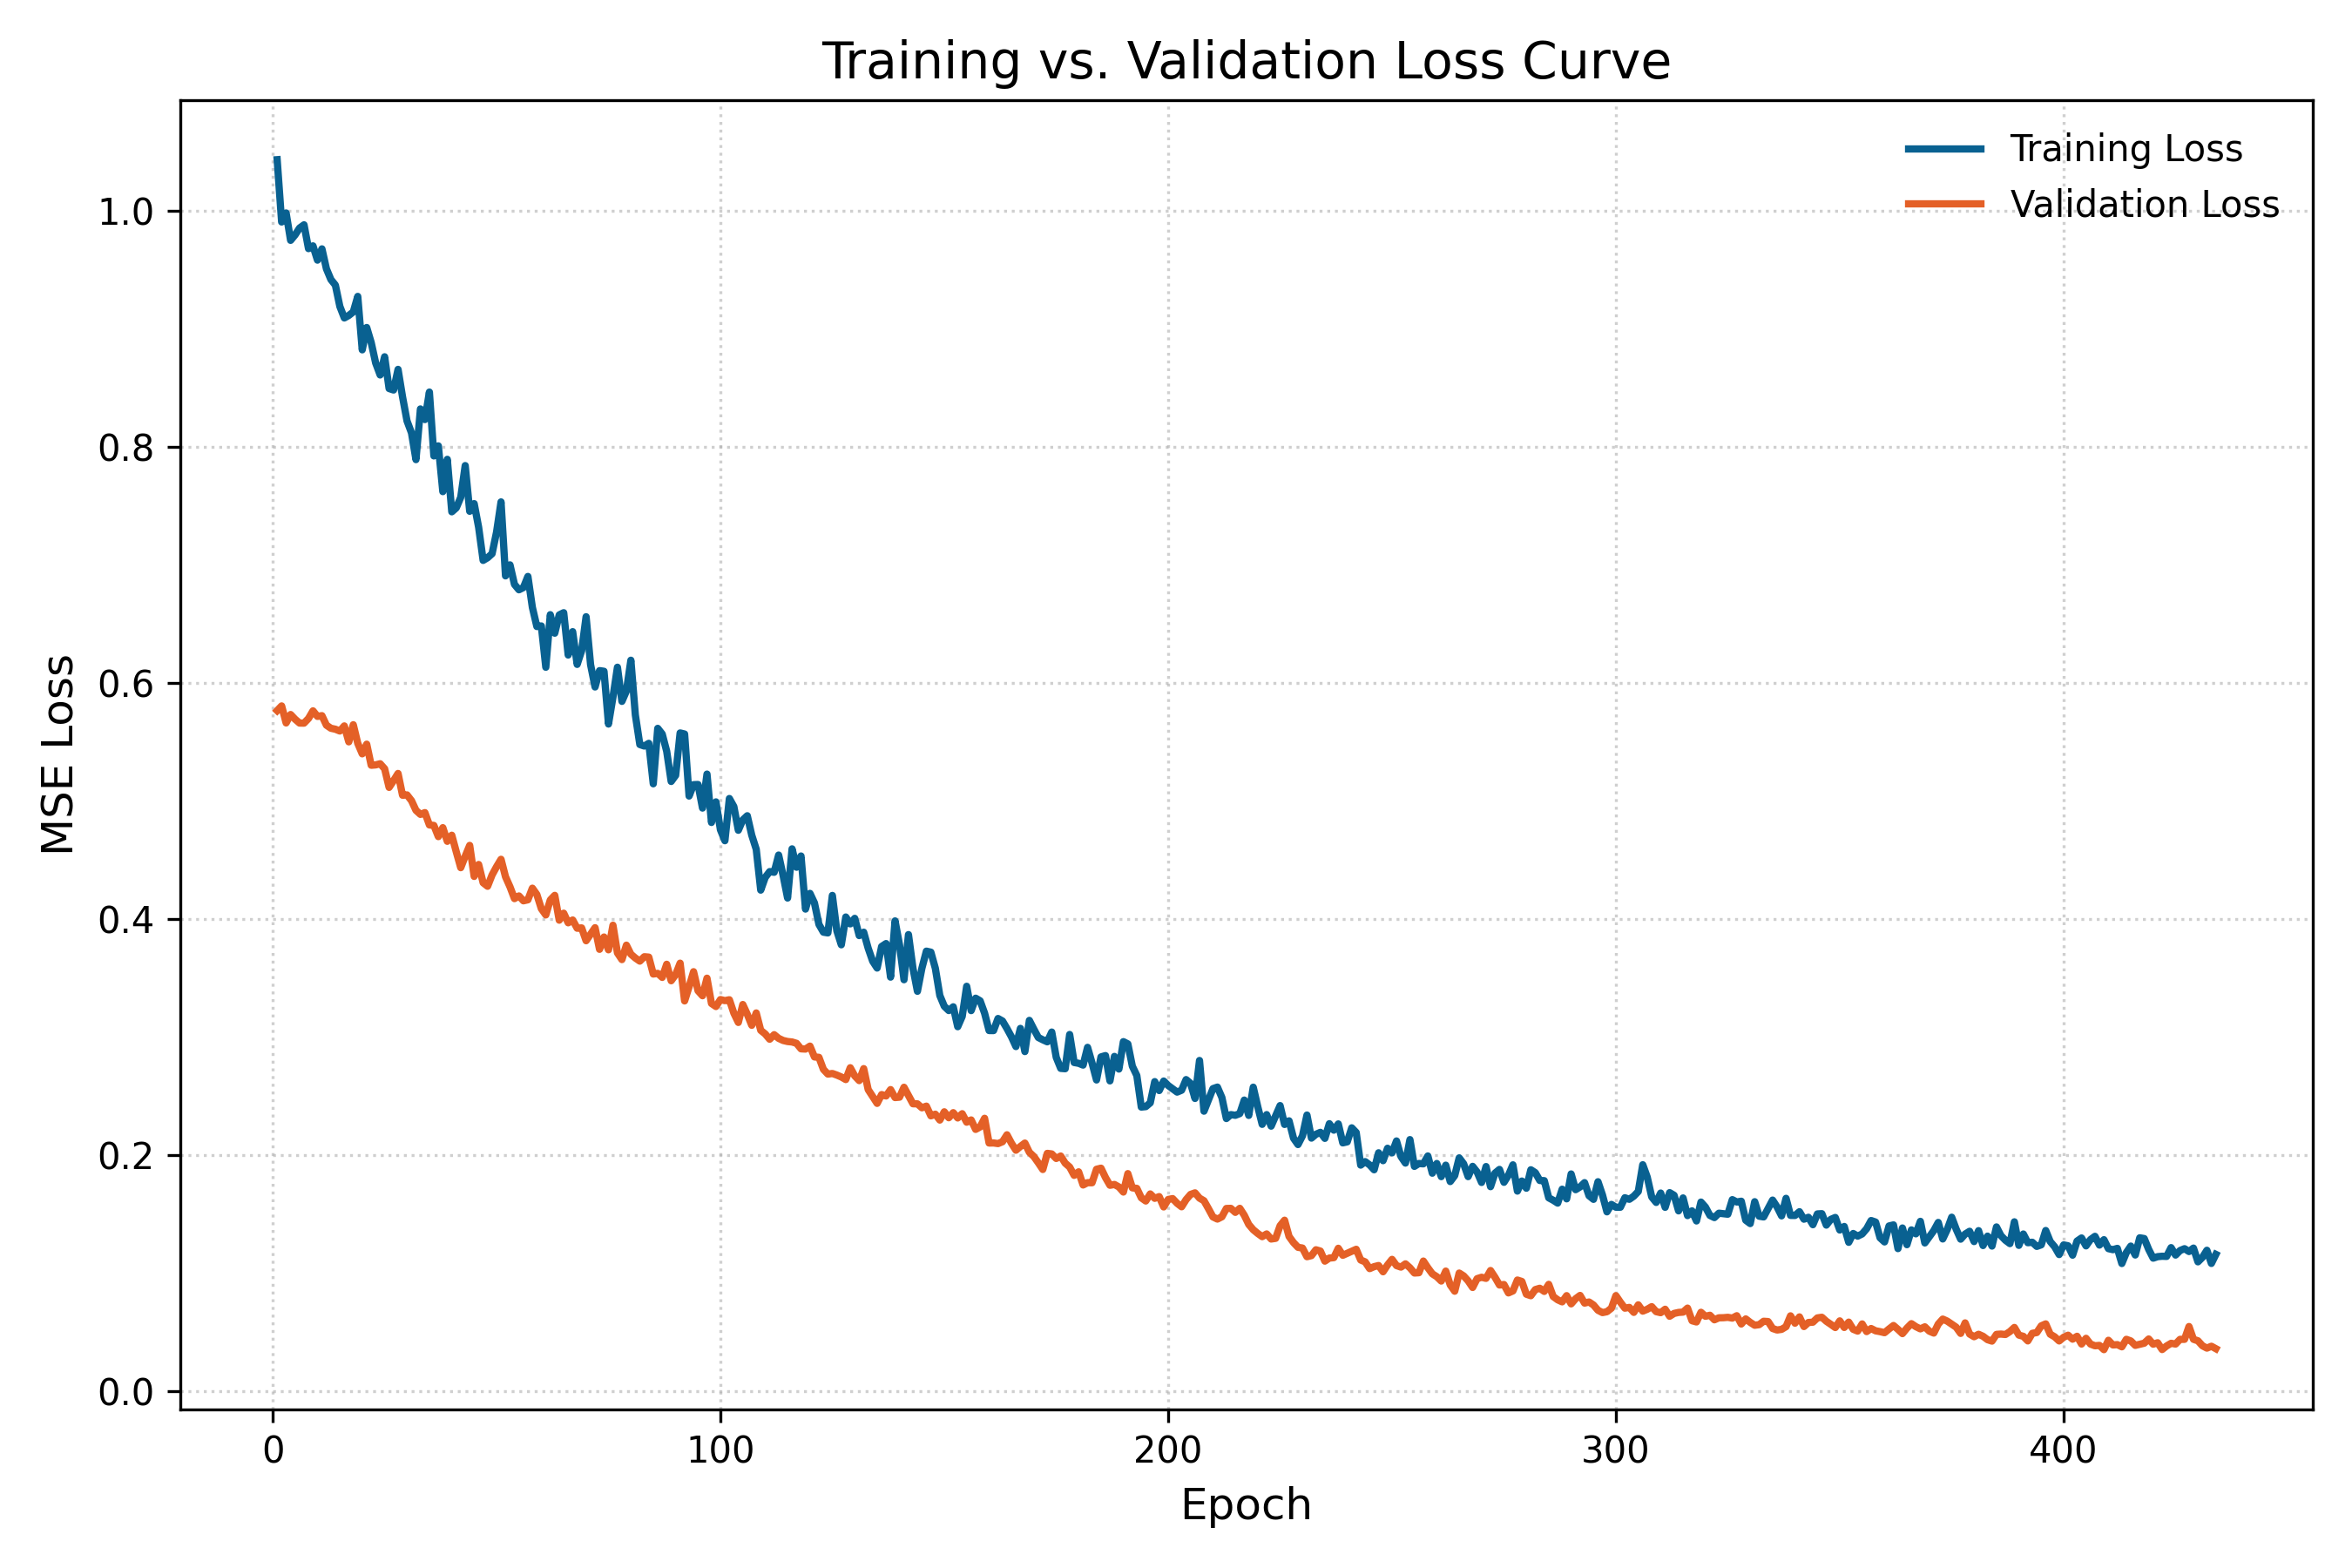 Training vs. Validation Loss Curve
Training Loss
Validation Loss
MSE Loss
1.0
0.8
0.6
0.4
0.2
0.0
0 100 200 300 400
Epoch